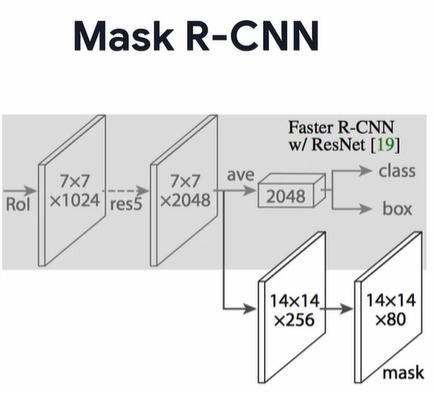 Mask R-CNN
Faster R-CNN
w/ ResNet [19]
RoI
7×7
×1024
res5
7×7
×2048
ave
2048
class
box
14×14
×256
14×14
×80
mask